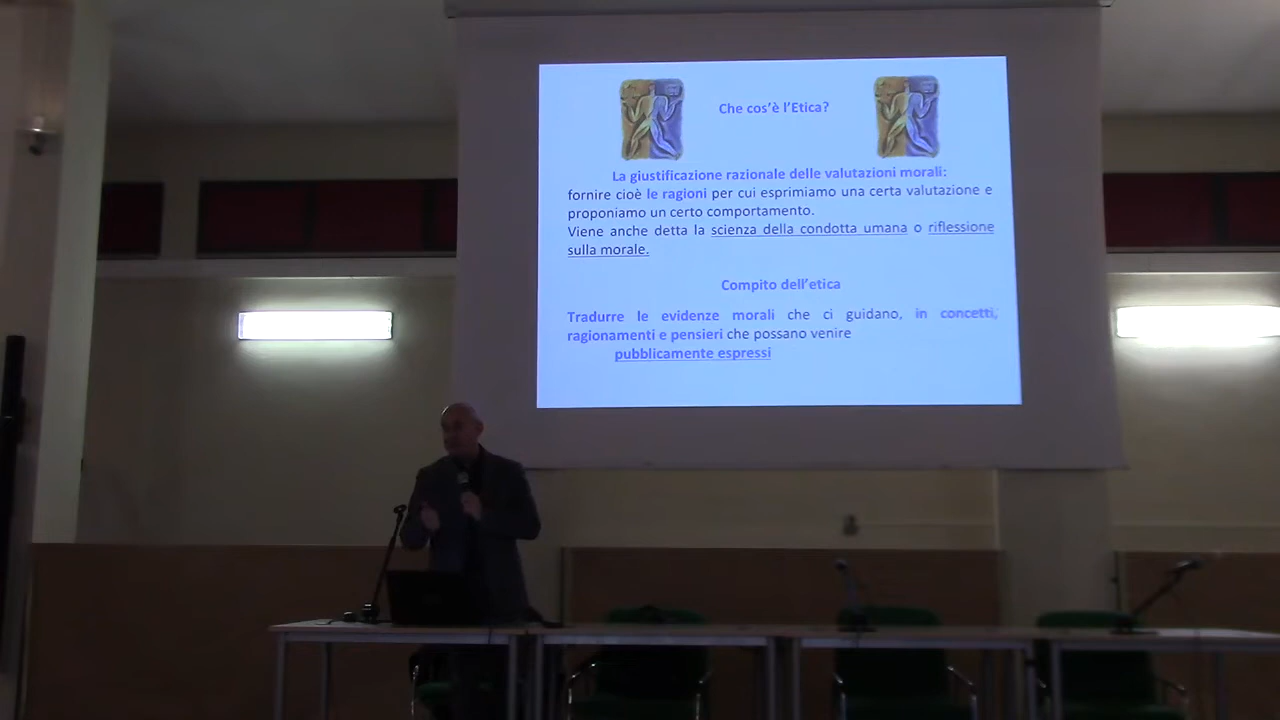 Che cos'è l'Etica?
La giustificazione razionale delle valutazioni morali:
fornire cioè le ragioni per cui esprimiamo una certa valutazione e
proponiamo un certo comportamento.
Viene anche detta la scienza della condotta umana o riflessione
sulla morale.
Compito dell'etica
Tradurre le evidenze morali che ci guidano, in concetti,
ragionamenti e pensieri che possano venire
pubblicamente espressi